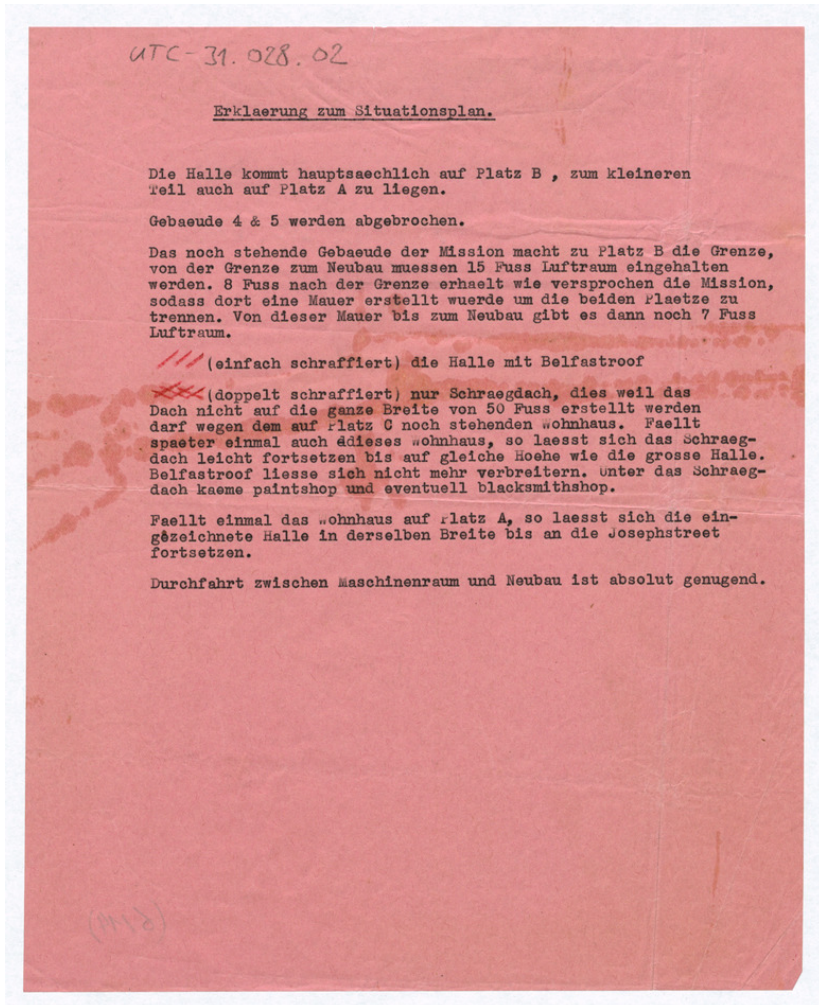 UTC-31.028.02
Erklaerung zum Situationsplan.
Die Halle kommt hauptsaechlich auf Platz B , zum kleineren
Teil auch auf Platz A zu liegen.
Gebaeude 4 & 5 werden abgebrochen.
Das noch stehende Gebaeude der Mission macht zu Platz B die Grenze,
von der Grenze zum Neubau muessen 15 Fuss Luftraum eingehalten
werden. 8 Fuss nach der Grenze erhaelt wie versprochen die Mission,
sodass dort eine Mauer erstellt wuerde um die beiden Plaetze zu
trennen. Von dieser Mauer bis zum Neubau gibt es dann noch 7 Fuss
Luftraum.
/// (einfach schraffiert) die Halle mit Belfastroof
(doppelt schraffiert) nur Schraegdach, dies weil das
Dach nicht auf die ganze Breite von 50 Fuss erstellt werden
darf wegen dem auf Platz C noch stehenden Wohnhaus. Faellt
spaeter einmal auch ddieses Wohnhaus, so laesst sich das Schraeg-
dach leicht fortsetzen bis auf gleiche Hoehe wie die grosse Halle.
Belfastroof liesse sich nicht mehr verbreitern. Unter das Schraeg-
dach kaeme paintshop und eventuell blacksmithshop.
Faellt einmal das Wohnhaus auf Platz A, so laesst sich die ein-
gezeichnete Halle in derselben Breite bis an die Josephstreet
fortsetzen.
Durchfahrt zwischen Maschinenraum und Neubau ist absolut genugend.